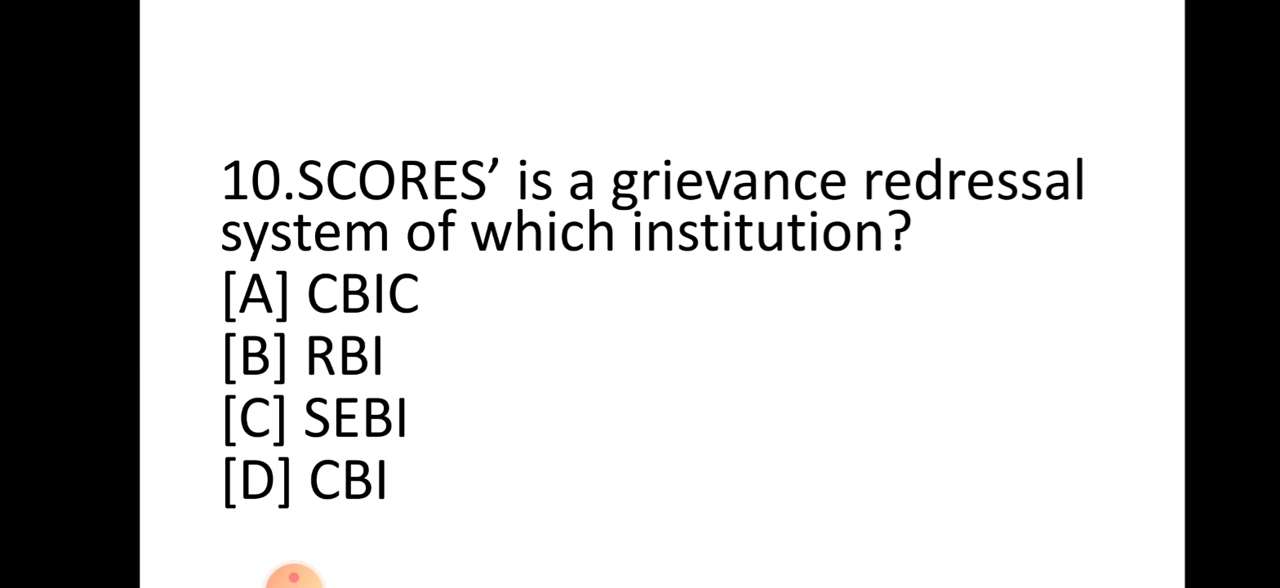 10.SCORES’ is a grievance redressal
system of which institution?
[A] CBIC
[B] RBI
[C] SEBI
[D] CBI